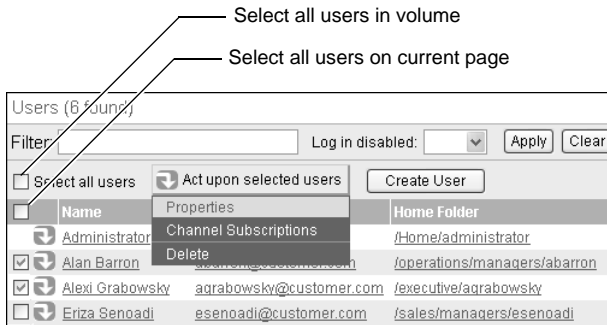 Select all users in volume
Select all users on current page
Users (6 found)
Filter: Log in disabled: Apply Clear
Select all users Act upon selected users Create User
Name Properties Home Folder
Administrator Channel Subscriptions /Home/administrator
Delete
Alan Barron abarron@customer.com /operations/managers/abarron
Alexi Grabowsky agrabowsky@customer.com /executive/agrabowsky
Eriza Senoadi esenoadi@customer.com /sales/managers/esenoadi